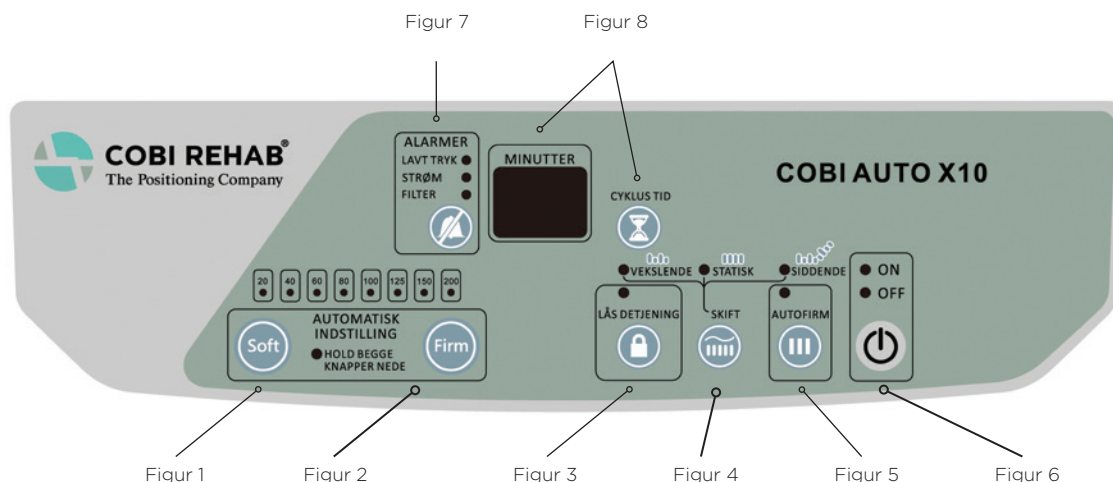 Figur 7
Figur 8
COBI REHAB®
The Positioning Company
ALARMER
LAVT TRYK
STRØM
FILTER
MINUTTER
CYKLUS TID
COBI AUTO X10
VEKSLENDE
STATISK
SIDDENDE
ON
OFF
20 40 60 80 100 125 150 200
AUTOMATISK
INDSTILLING
Soft
HOLD BEGGE
KNAPPER NEDE
Firm
LÅS DETJENING
SKIFT
AUTOFIRM
Figur 1
Figur 2
Figur 3
Figur 4
Figur 5
Figur 6